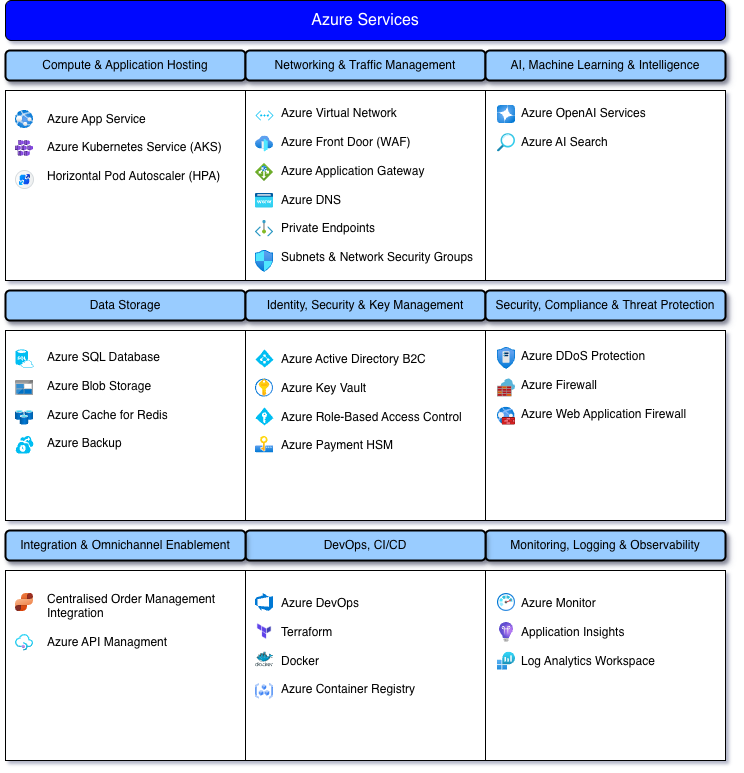 Azure Services
Compute & Application Hosting
Networking & Traffic Management
AI, Machine Learning & Intelligence
Azure App Service
Azure Kubernetes Service (AKS)
Horizontal Pod Autoscaler (HPA)
Azure Virtual Network
Azure Front Door (WAF)
Azure Application Gateway
www
Azure DNS
Private Endpoints
Subnets & Network Security Groups
Azure OpenAI Services
Azure AI Search
Data Storage
Identity, Security & Key Management
Security, Compliance & Threat Protection
SQL
Azure SQL Database
Azure Blob Storage
Azure Cache for Redis
Azure Backup
Azure Active Directory B2C
Azure Key Vault
Azure Role-Based Access Control
Azure Payment HSM
Azure DDoS Protection
Azure Firewall
Azure Web Application Firewall
Integration & Omnichannel Enablement
DevOps, CI/CD
Monitoring, Logging & Observability
Centralised Order Management
Integration
Azure API Managment
Azure DevOps
Terraform
docker
Docker
Azure Container Registry
Azure Monitor
Application Insights
Log Analytics Workspace